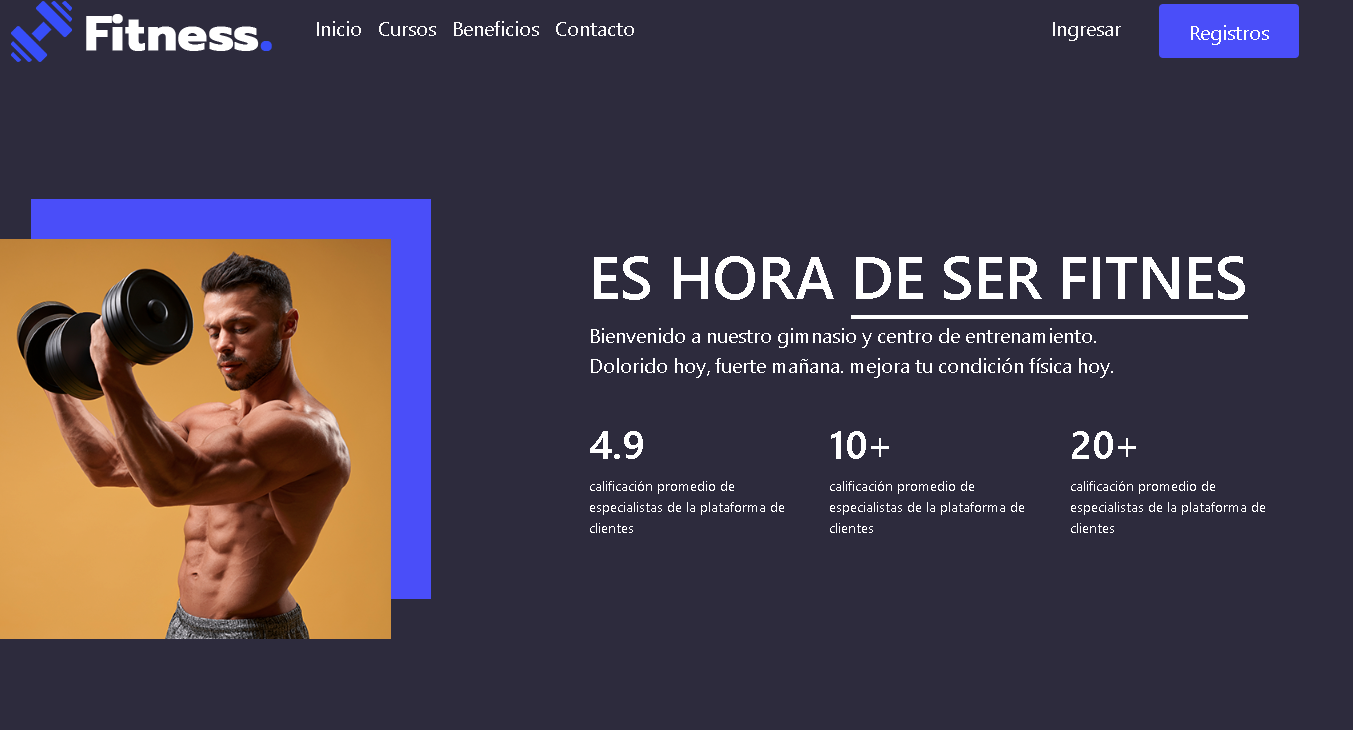 Fitness.
Inicio Cursos Beneficios Contacto
Ingresar
Registros
ES HORA DE SER FITNES
Bienvenido a nuestro gimnasio y centro de entrenamiento.
Dolorido hoy, fuerte mañana. mejora tu condición física hoy.
4.9
calificación promedio de
especialistas de la plataforma de
clientes
10+
calificación promedio de
especialistas de la plataforma de
clientes
20+
calificación promedio de
especialistas de la plataforma de
clientes